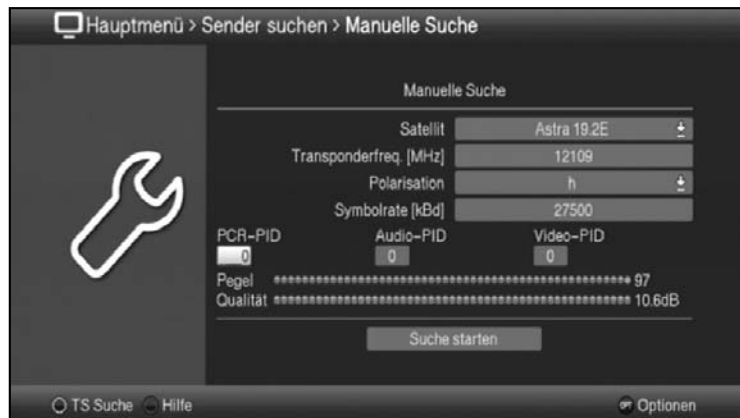 Hauptmenü > Sender suchen > Manuelle Suche
Manuelle Suche
Satellit Astra 19.2E
Transponderfreq. [MHz] 12109
Polarisation h
Symbolrate [kBd] 27500
PCR-PID Audio-PID Video-PID
0 0 0
Pegel 97
Qualität 10.6dB
Suche starten
TS Suche Hilfe OPT Optionen